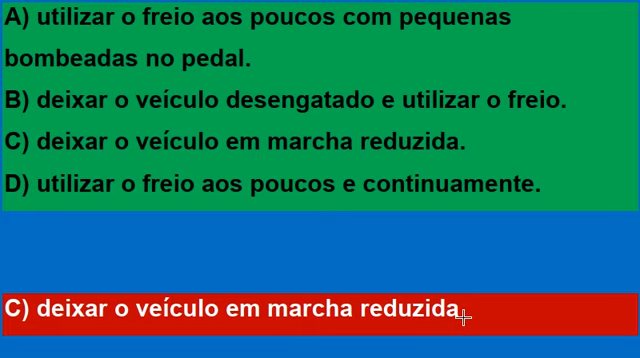 A) utilizar o freio aos poucos com pequenas
bombeadas no pedal.
B) deixar o veículo desengatado e utilizar o freio.
C) deixar o veículo em marcha reduzida.
D) utilizar o freio aos poucos e continuamente.
C) deixar o veículo em marcha reduzida.